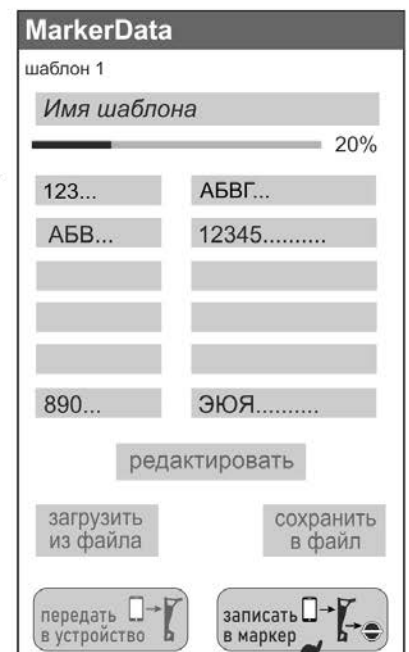 MarkerData
шаблон 1
Имя шаблона
20%
123... АБВГ...
АБВ... 12345..........
890... ЭЮЯ..........
редактировать
загрузить
из файла
сохранить
в файл
передать
в устройство
записать
в маркер